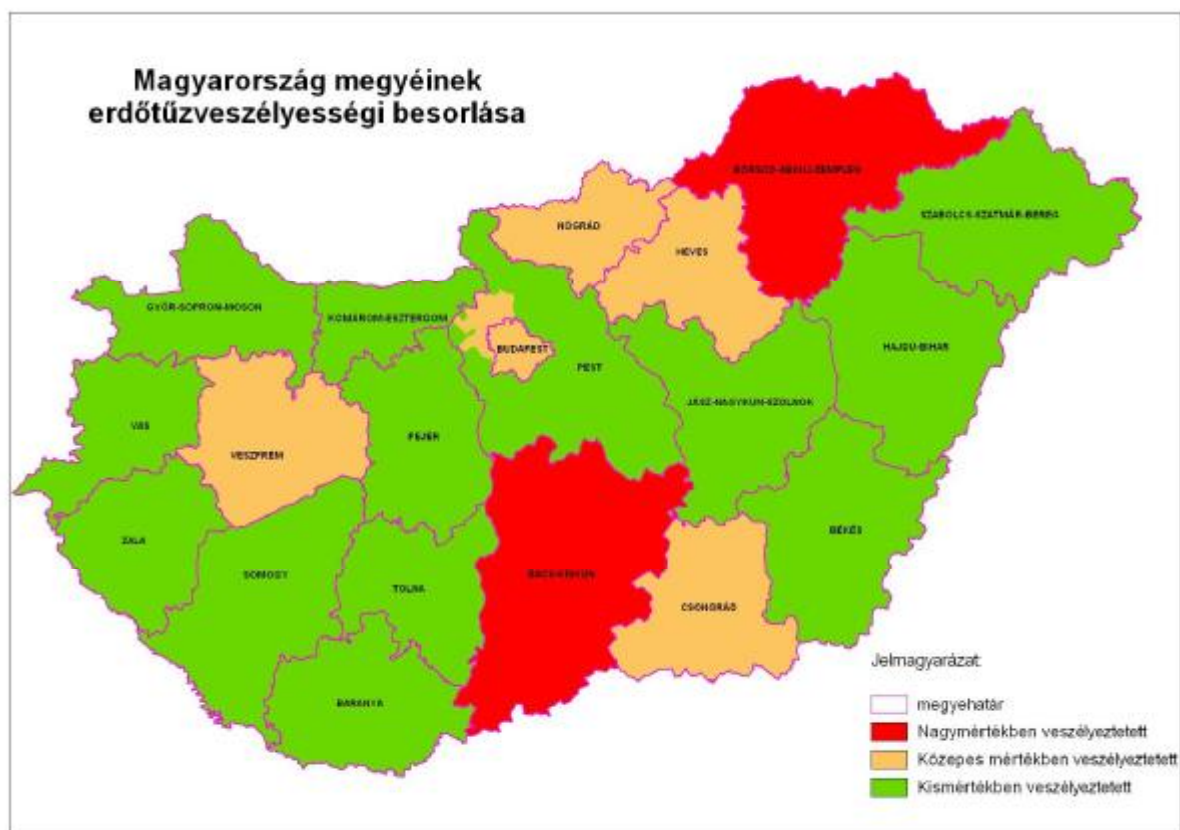 Magyarország megyéinek
erdőtűzveszélyességi besorlása
BORSOD-ABAÚJ-ZEMPLÉN
SZABOLCS-SZATMÁR-BEREG
NÓGRÁD
HEVES
GYŐR-SOPRON-MOSON
KOMÁROM-ESZTERGOM
BUDAPEST
PEST
HAJDÚ-BIHAR
JÁSZ-NAGYKUN-SZOLNOK
VAS
VESZPRÉM
FEJÉR
ZALA
SOMOGY
TOLNA
BÁCS-KISKUN
BÉKÉS
CSONGRÁD
BARANYA
Jelmagyarázat:
megyehatár
Nagymértékben veszélyeztetett
Közepes mértékben veszélyeztetett
Kismértékben veszélyeztetett